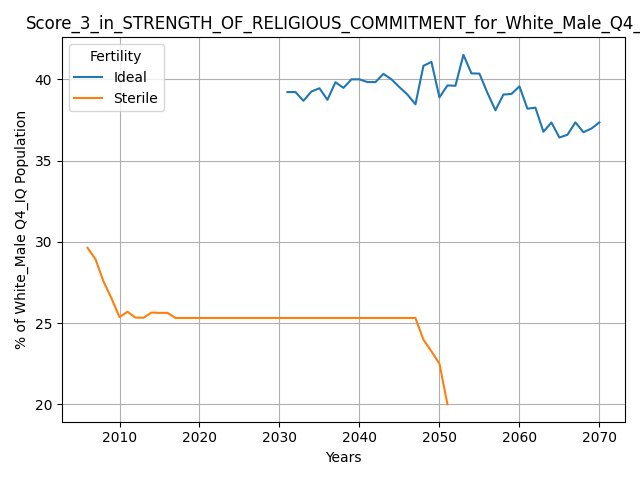 Score_3_in_STRENGTH_OF_RELIGIOUS_COMMITMENT_for_White_Male_Q4_
Fertility
Ideal
Sterile
% of White_Male Q4_IQ Population
40
35
30
25
20
2010 2020 2030 2040 2050 2060 2070
Years